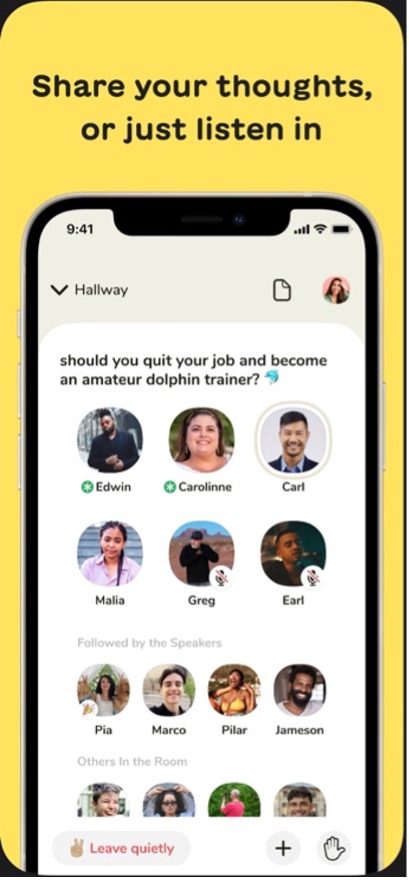 Share your thoughts,
or just listen in
9:41
Hallway
should you quit your job and become
an amateur dolphin trainer? 🐬
Edwin
Carolinne
Carl
Malia
Greg
Earl
Followed by the Speakers
Pia
Marco
Pilar
Jameson
Others In the Room
✌🏼 Leave quietly